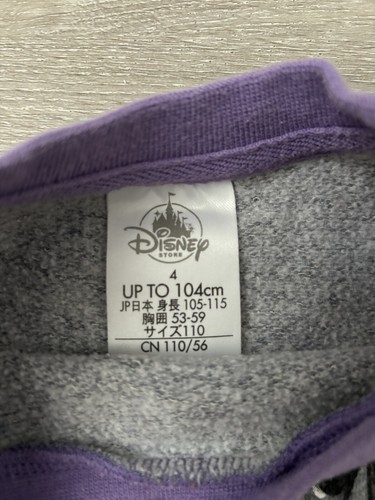 Disney
STORE
4
UP TO 104cm
JP日本 身長 105-115
胸囲 53-59
サイズ110
CN 110/56